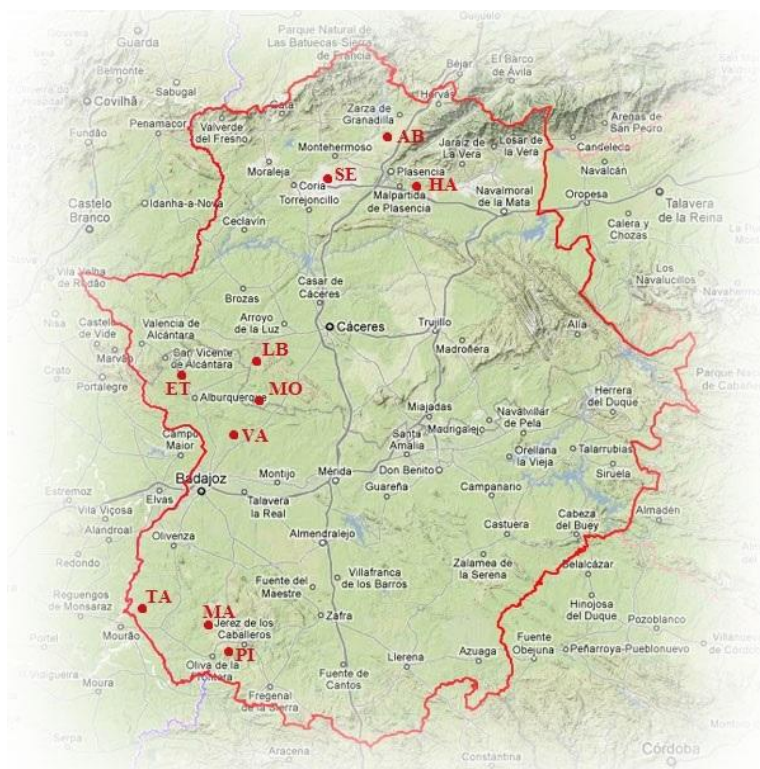 Guarda
Parque Natural de
Las Batuecas Sierra
de Francia
Guijuelo
Belmonte
Sabugal
Béjar
El Barco
de Ávila
Covilhã
Penamacor
Valverde
del Fresno
Gata
Zarza de
Granadilla
Hervás
Arenas de
San Pedro
Fundão
AB
Montehermoso
Jaraíz de
La Vera
Losar de
la Vera
Candeleda
Moraleja
SE
Plasencia
HA
Navalcán
Coria
Torrejoncillo
Malpartida
de Plasencia
Navalmoral
de la Mata
Oropesa
Talavera
de la Reina
Castelo
Branco
Idanha-a-Nova
Ceclavín
Calera y
Chozas
Vila Velha
de Ródão
Los
Navalucillos
Brozas
Casar de
Cáceres
Nisa
Castelo
de Vide
Valencia de
Alcántara
Arroyo
de la Luz
Cáceres
Trujillo
Alía
Marvão
LB
Madroñera
Crato
Portalegre
San Vicente
de Alcántara
ET
MO
Parque Nacional
de Cabañeros
Alburquerque
Miajadas
Herrera
del Duque
VA
Campo
Maior
Santa
Amalia
Madrigalejo
Navalvillar
de Pela
Orellana
la Vieja
Talarrubias
Siruela
Badajoz
Montijo
Mérida
Don Benito
Estremoz
Elvas
Talavera
la Real
Guareña
Campanario
Vila Viçosa
Alandroal
Almadén
Castuera
Cabeza
del Buey
Olivenza
Almendralejo
Redondo
Zalamea de
la Serena
Belalcázar
Villafranca
de los Barros
Fuente del
Maestre
Reguengos
de Monsaraz
TA
MA
Hinojosa
del Duque
Mourão
Jerez de los
Caballeros
Zafra
Pozoblanco
Portel
PI
Oliva de la
Frontera
Llerena
Azuaga
Fuente
Obejuna
Peñarroya-Pueblonuevo
Vidigueira
Moura
Fuente de
Cantos
Fregenal
de la Sierra
Serpa
Aracena
Constantina
Córdoba